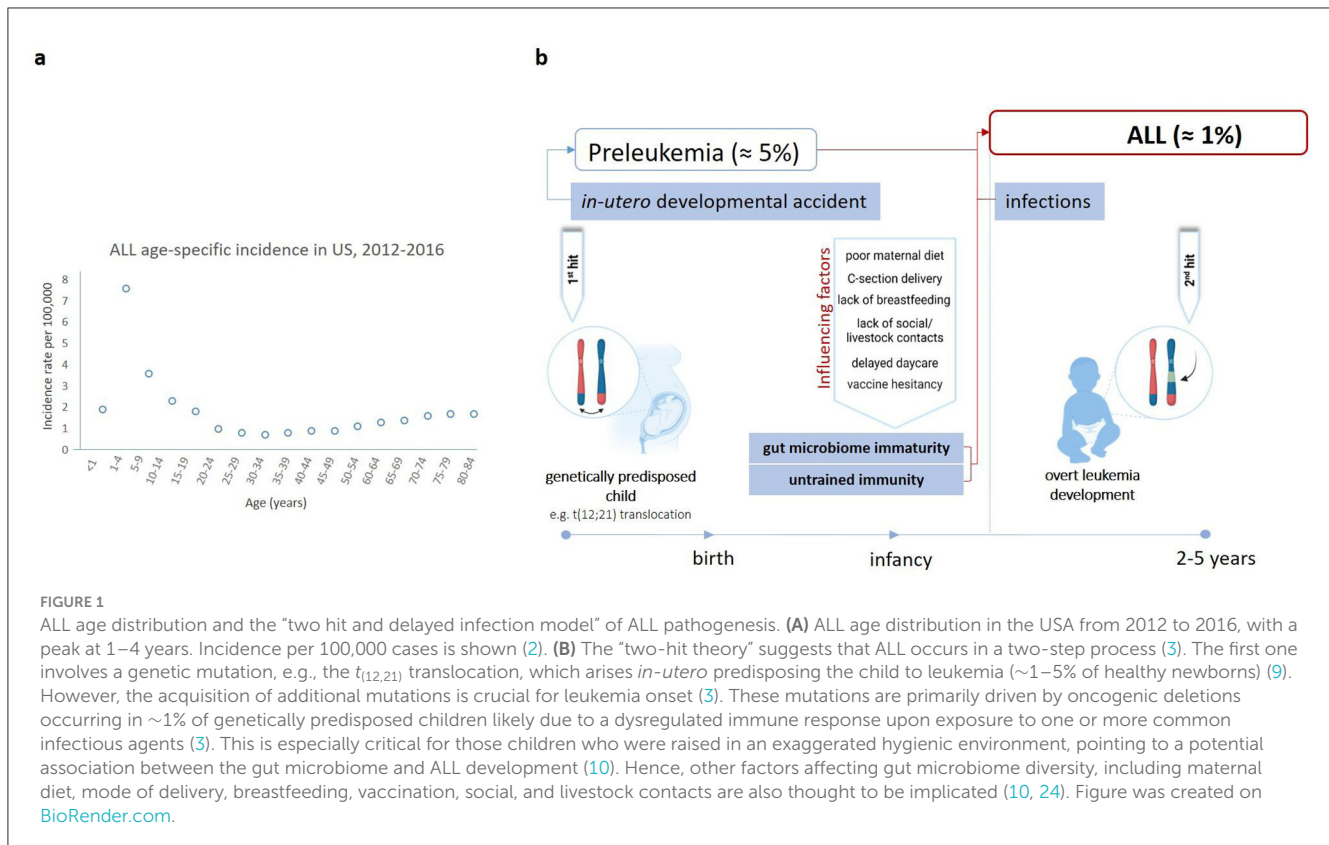 a
ALL age-specific incidence in US, 2012-2016
Incidence rate per 100,000
8
7
6
5
4
3
2
1
0
<1
1-4
5-9
10-14
15-19
20-24
25-29
30-34
35-39
40-44
45-49
50-54
60-64
65-69
70-74
75-79
80-84
Age (years)
b
Preleukemia (≈ 5%)
ALL (≈ 1%)
in-utero developmental accident
infections
1st hit
Influencing factors
poor maternal diet
C-section delivery
lack of breastfeeding
lack of social/
livestock contacts
delayed daycare
vaccine hesitancy
2nd hit
gut microbiome immaturity
untrained immunity
genetically predisposed
child
e.g. t(12;21) translocation
overt leukemia
development
birth
infancy
2-5 years
FIGURE 1
ALL age distribution and the "two hit and delayed infection model" of ALL pathogenesis. (A) ALL age distribution in the USA from 2012 to 2016, with a
peak at 1–4 years. Incidence per 100,000 cases is shown (2). (B) The "two-hit theory" suggests that ALL occurs in a two-step process (3). The first one
involves a genetic mutation, e.g., the t(12,21) translocation, which arises in-utero predisposing the child to leukemia (~1–5% of healthy newborns) (9).
However, the acquisition of additional mutations is crucial for leukemia onset (3). These mutations are primarily driven by oncogenic deletions
occurring in ~1% of genetically predisposed children likely due to a dysregulated immune response upon exposure to one or more common
infectious agents (3). This is especially critical for those children who were raised in an exaggerated hygienic environment, pointing to a potential
association between the gut microbiome and ALL development (10). Hence, other factors affecting gut microbiome diversity, including maternal
diet, mode of delivery, breastfeeding, vaccination, social, and livestock contacts are also thought to be implicated (10, 24). Figure was created on
BioRender.com.